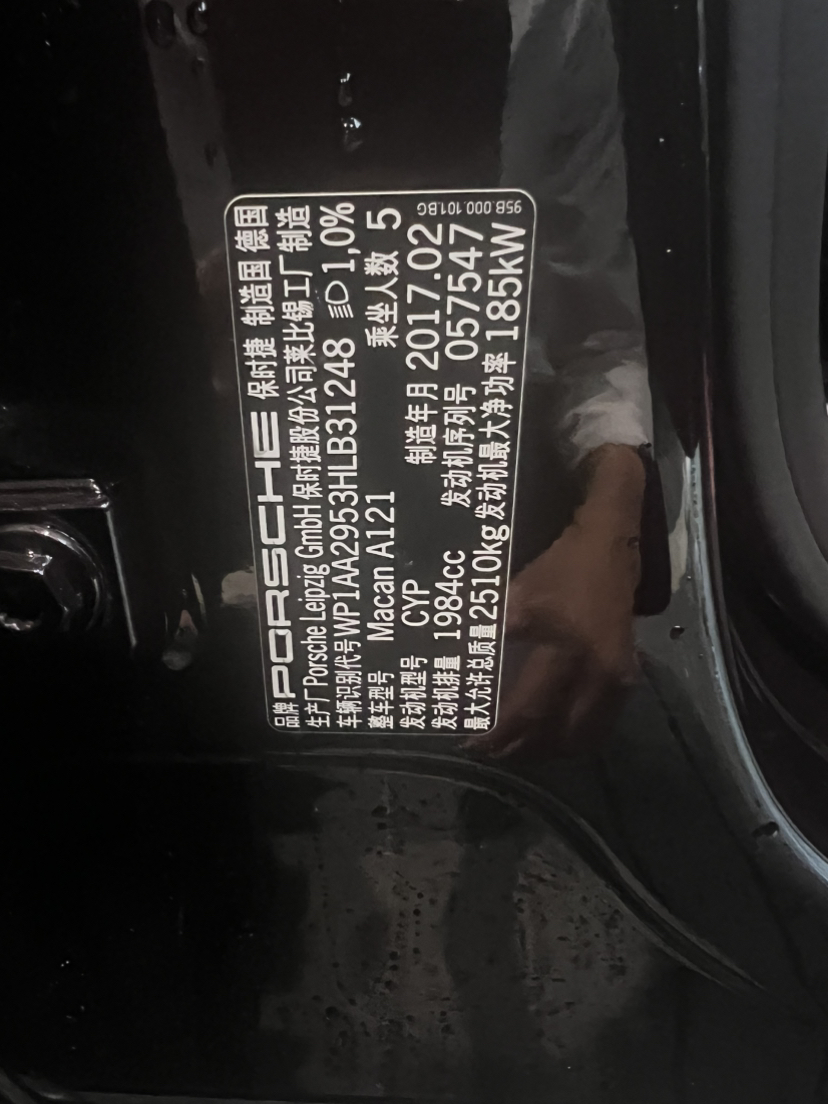 品牌 PORSCHE 保时捷 制造国 德国
生产厂 Porsche Leipzig GmbH 保时捷股份公司莱比锡工厂 制造
车辆识别代号 WP1AA2953HLB31248 1,0%
整车型号 Macan A121 乘坐人数 5
发动机型号 CYP 制造年月 2017.02
发动机排量 1984cc 发动机序列号 057547
最大允许总质量 2510kg 发动机最大净功率 185kW
95B.000.101.BG